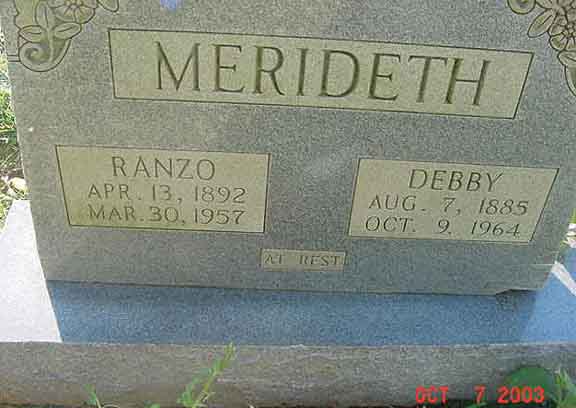 MERIDETH
RANZO
APR. 13, 1892
MAR. 30, 1957
DEBBY
AUG. 7, 1885
OCT. 9, 1964
AT REST
OCT 7 2003